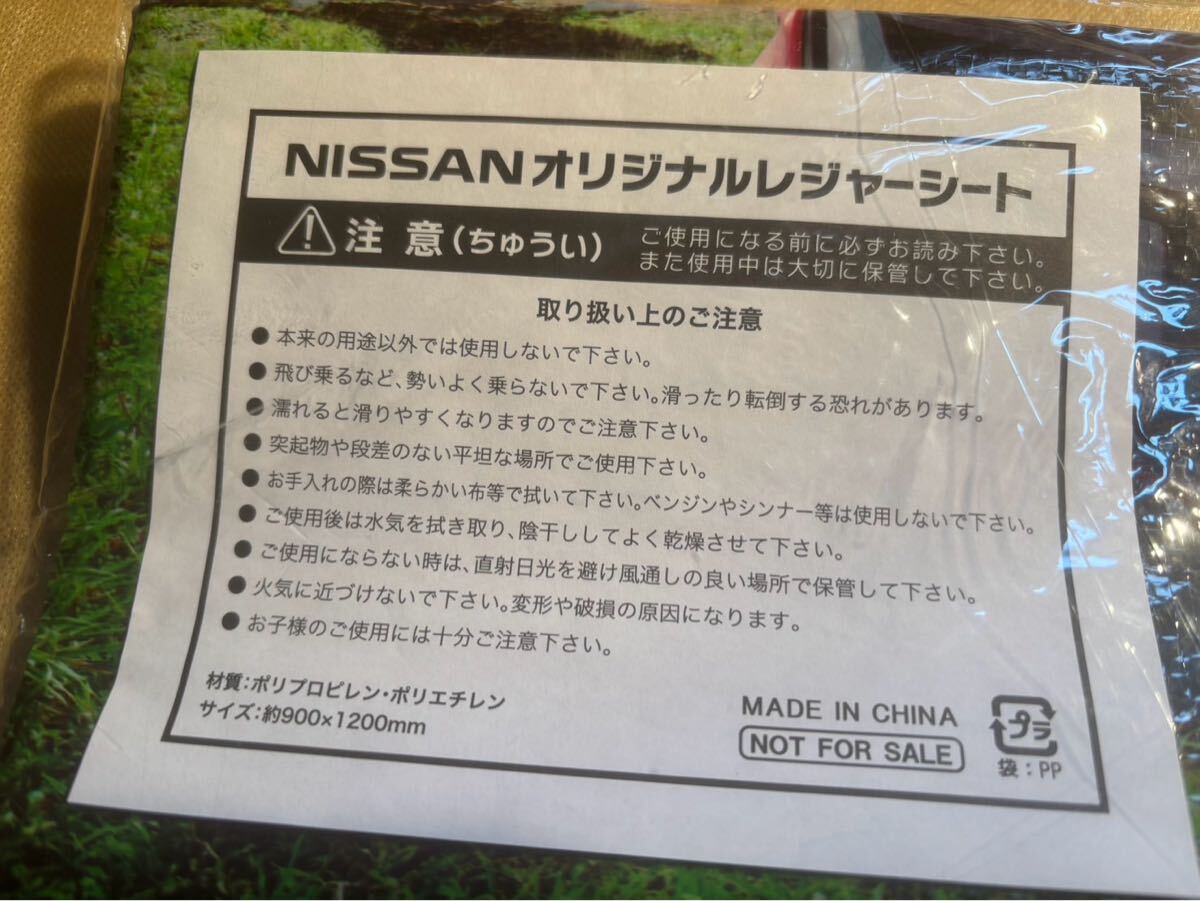 NISSANオリジナルレジャーシート
注 意(ちゅうい)
ご使用になる前に必ずお読み下さい。
また使用中は大切に保管して下さい。
取り扱い上のご注意
●本来の用途以外では使用しないで下さい。
●飛び乗るなど、勢いよく乗らないで下さい。滑ったり転倒する恐れがあります。
●濡れると滑りやすくなりますのでご注意下さい。
●突起物や段差のない平坦な場所でご使用下さい。
●お手入れの際は柔らかい布等で拭いて下さい。ベンジンやシンナー等は使用しないで下さい。
●ご使用後は水気を拭き取り、陰干ししてよく乾燥させて下さい。
●ご使用にならない時は、直射日光を避け風通しの良い場所で保管して下さい。
●火気に近づけないで下さい。変形や破損の原因になります。
●お子様のご使用には十分ご注意下さい。
材質:ポリプロピレン・ポリエチレン
サイズ:約900×1200mm
MADE IN CHINA
NOT FOR SALE
プラ
袋:PP